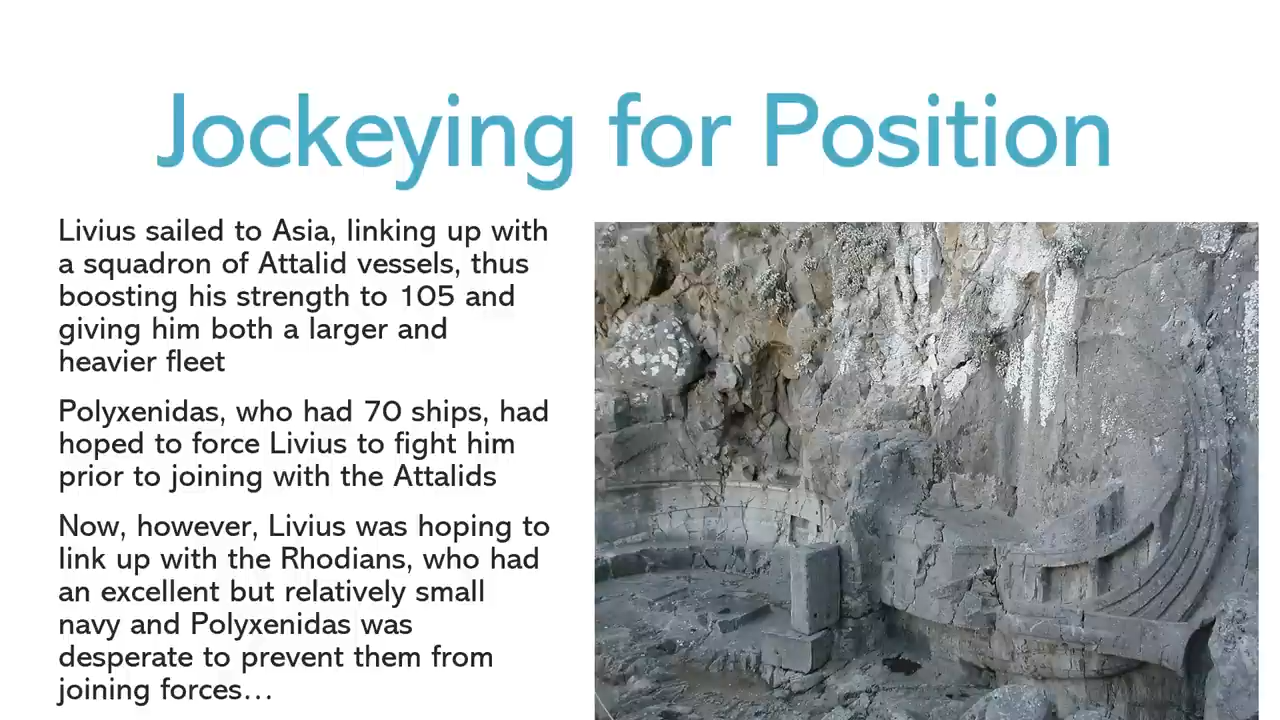 Jockeying for Position
Livius sailed to Asia, linking up with
a squadron of Attalid vessels, thus
boosting his strength to 105 and
giving him both a larger and
heavier fleet
Polyxenidas, who had 70 ships, had
hoped to force Livius to fight him
prior to joining with the Attalids
Now, however, Livius was hoping to
link up with the Rhodians, who had
an excellent but relatively small
navy and Polyxenidas was
desperate to prevent them from
joining forces…